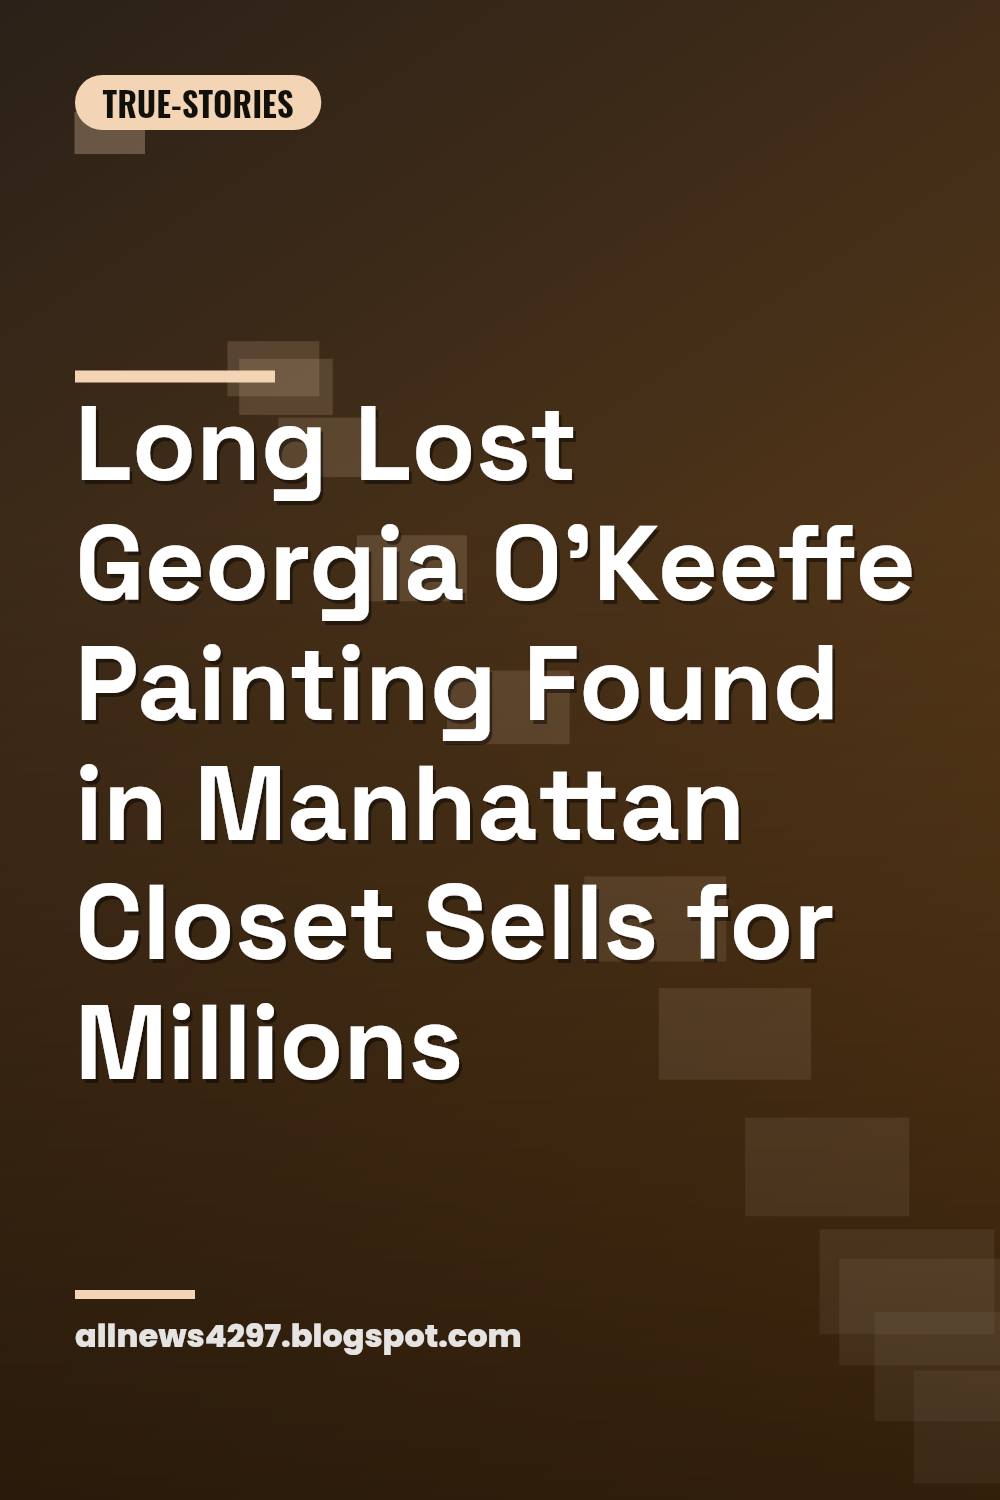 TRUE-STORIES
Long Lost
Georgia O’Keeffe
Painting Found
in Manhattan
Closet Sells for
Millions
allnews4297.blogspot.com